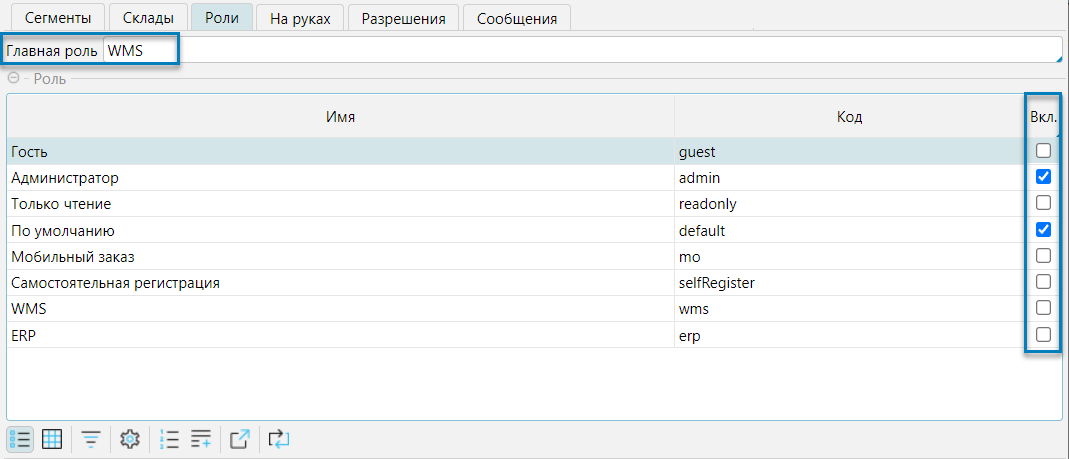 Сегменты Склады Роли На руках Разрешения Сообщения
Главная роль WMS
Роль
Имя Код Вкл.
Гость guest
Администратор admin
Только чтение readonly
По умолчанию default
Мобильный заказ mo
Самостоятельная регистрация selfRegister
WMS wms
ERP erp